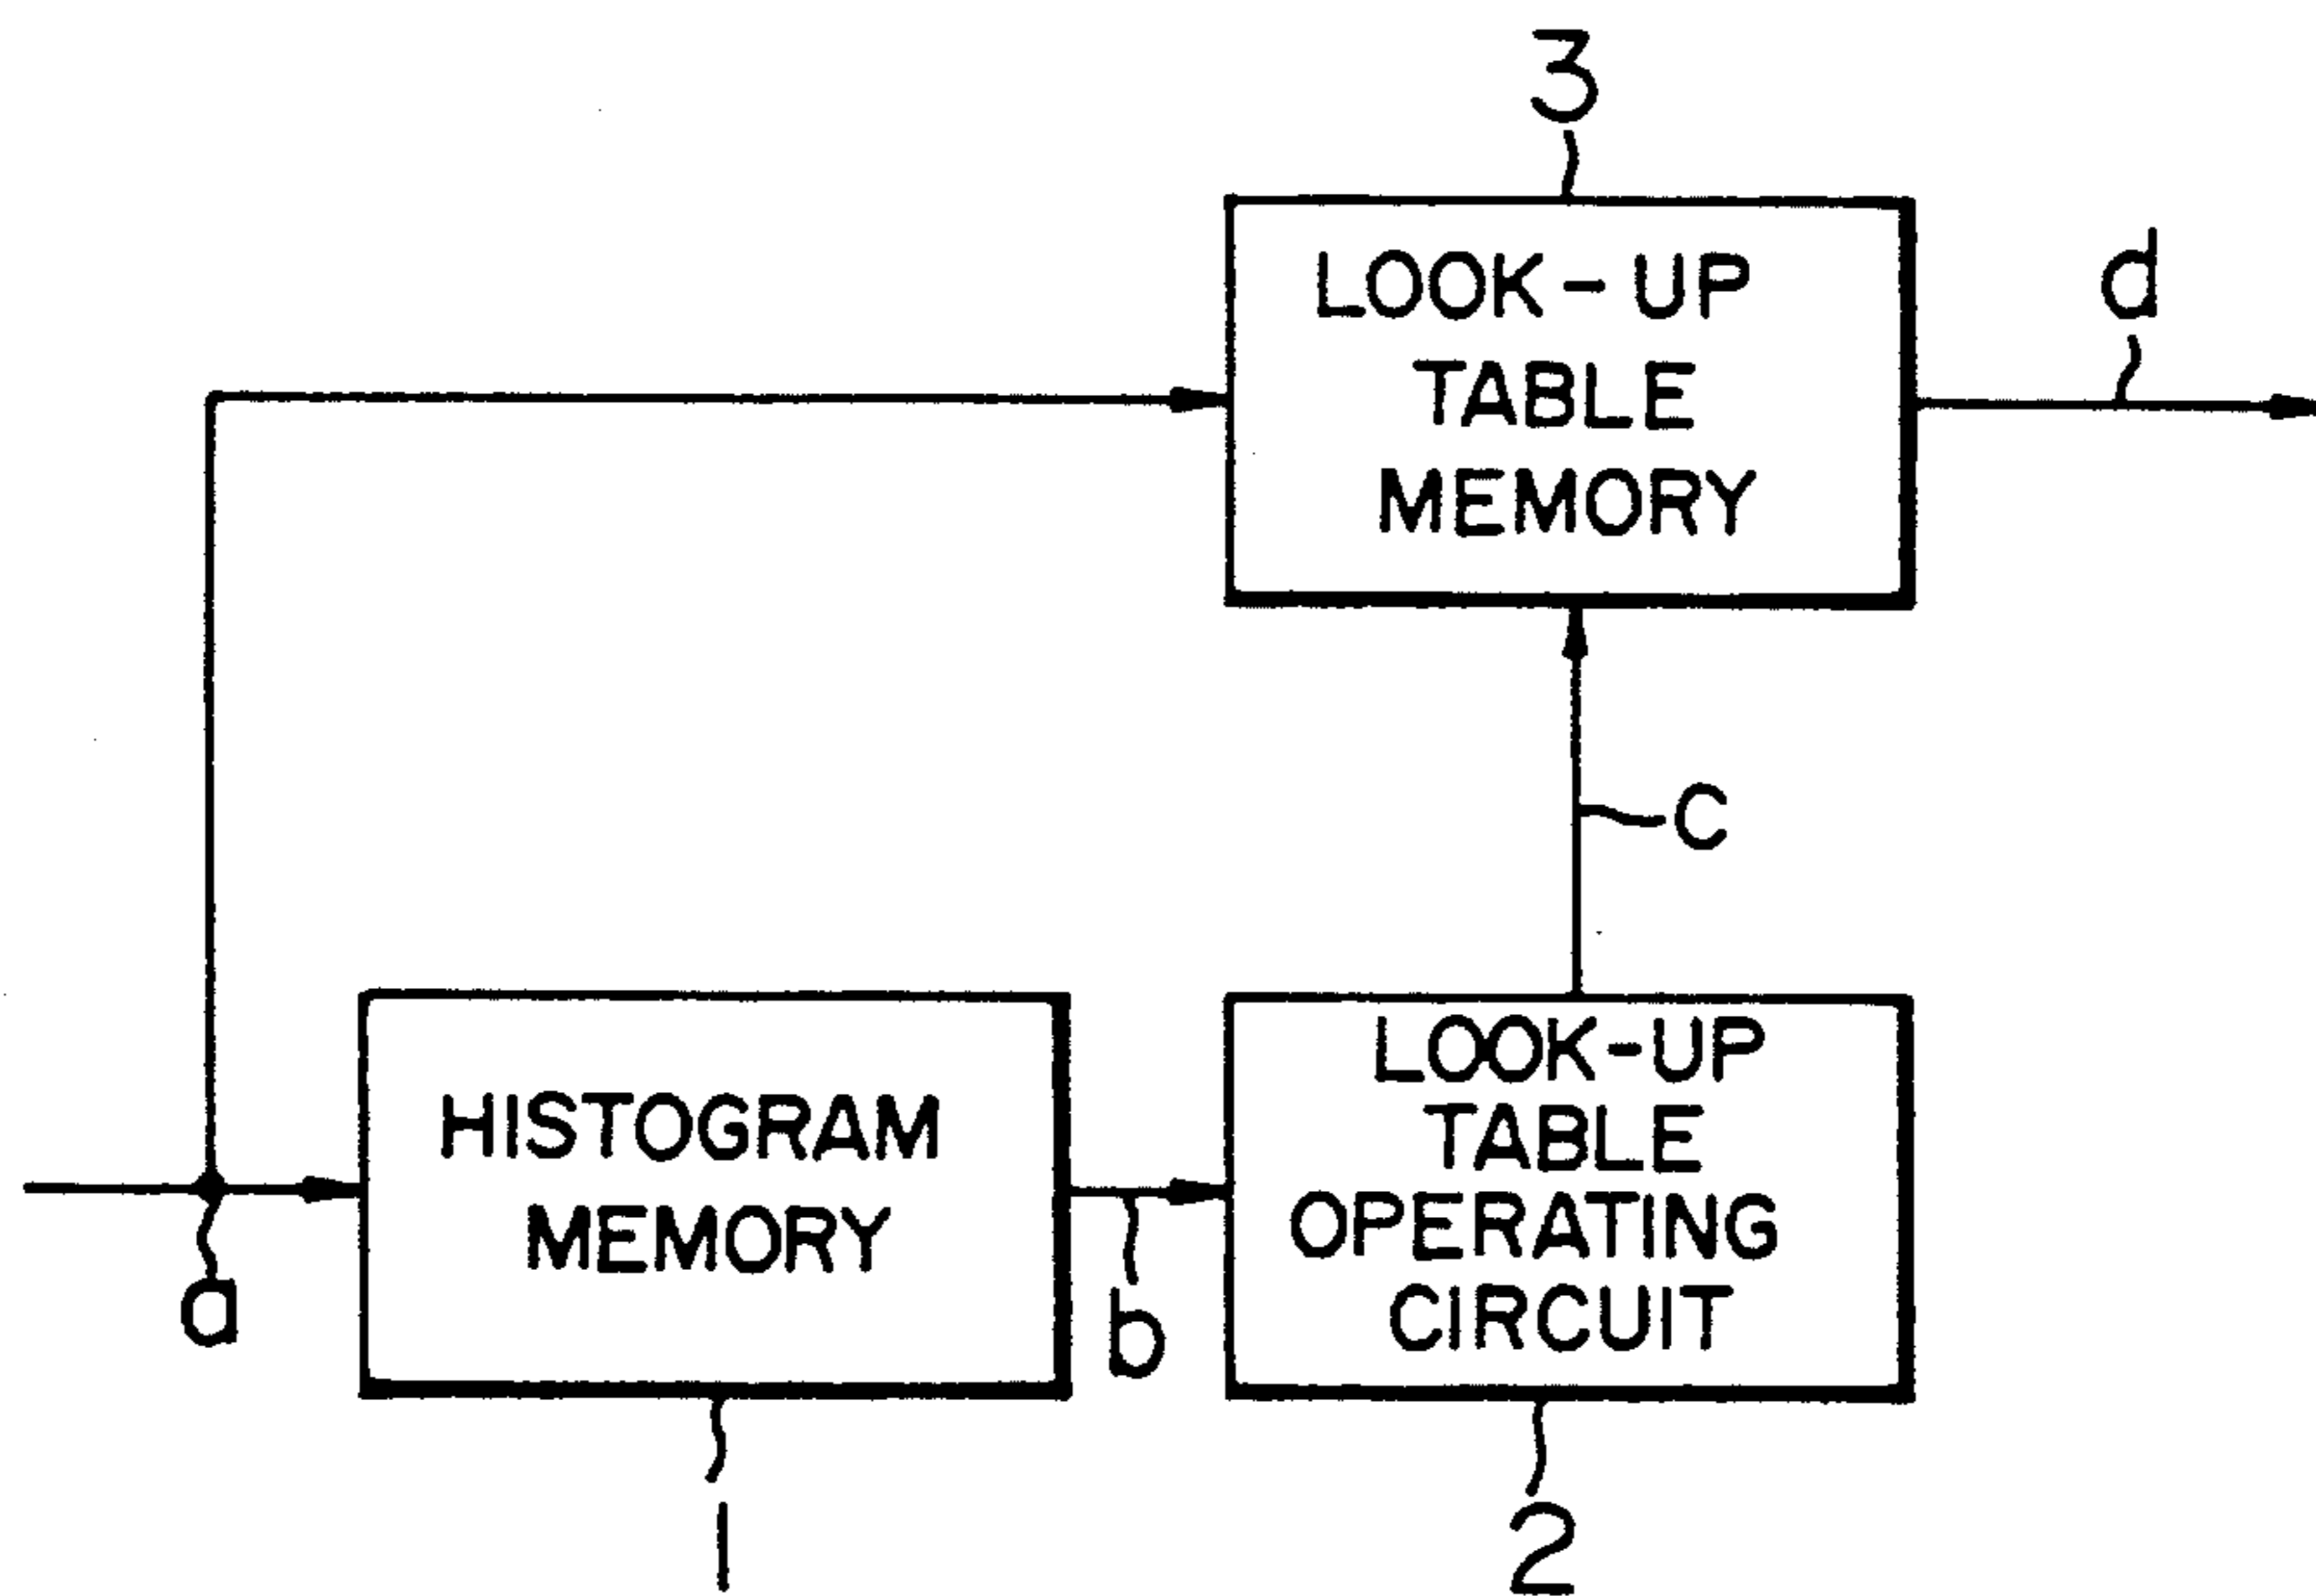 3
LOOK-UP
TABLE
MEMORY
d
c
HISTOGRAM
MEMORY
LOOK-UP
TABLE
OPERATING
CIRCUIT
a
b
1
2